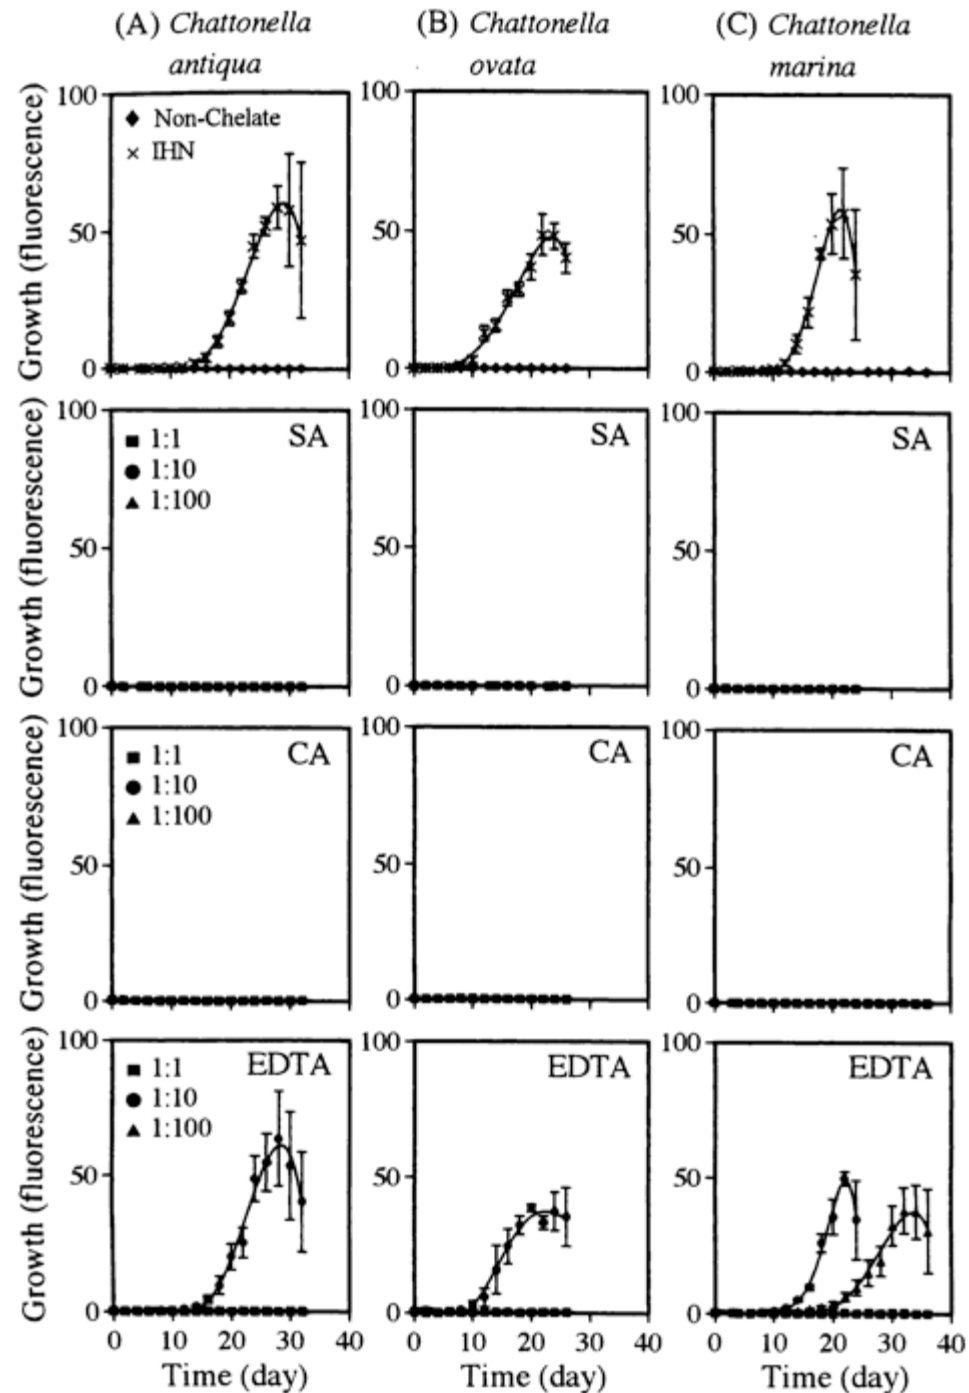 (A) Chattonella
antiqua
(B) Chattonella
ovata
(C) Chattonella
marina
Growth (fluorescence)
100
50
0
◆ Non-Chelate
× IHN
100
50
0
100
50
0
Growth (fluorescence)
100
50
0
■ 1:1
● 1:10
▲ 1:100
SA
100
50
0
SA
100
50
0
SA
Growth (fluorescence)
100
50
0
■ 1:1
● 1:10
▲ 1:100
CA
100
50
0
CA
100
50
0
CA
Growth (fluorescence)
100
50
0
■ 1:1
● 1:10
▲ 1:100
EDTA
100
50
0
EDTA
100
50
0
EDTA
0 10 20 30 40
Time (day)
0 10 20 30 40
Time (day)
0 10 20 30 40
Time (day)